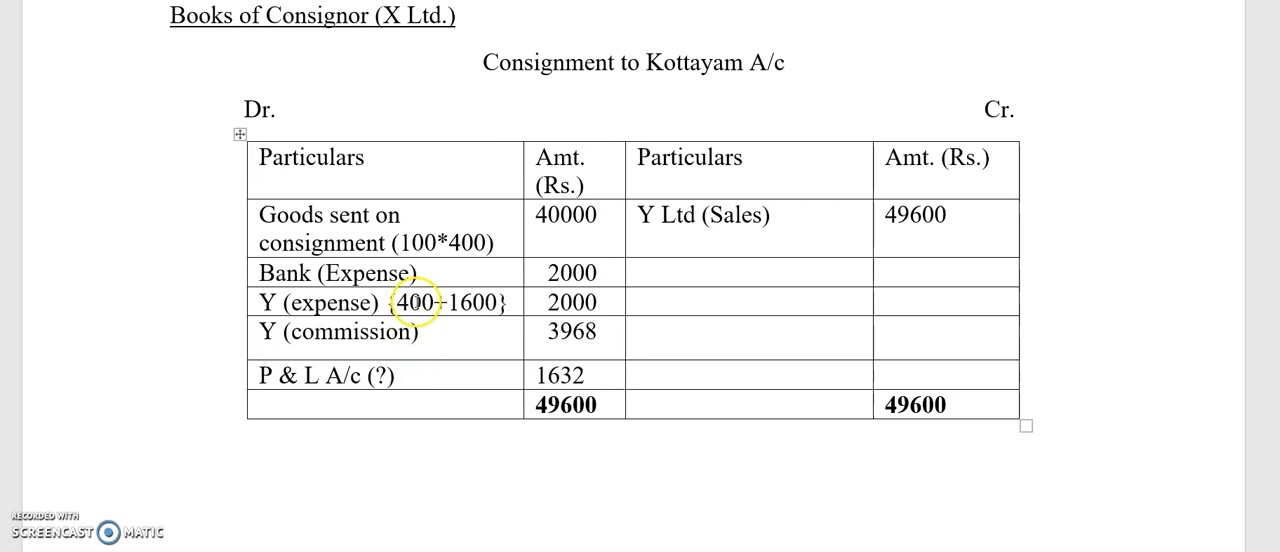 Books of Consignor (X Ltd.)
Consignment to Kottayam A/c
Dr. Cr.
Particulars Amt. (Rs.) Particulars Amt. (Rs.)
Goods sent on consignment (100*400) 40000 Y Ltd (Sales) 49600
Bank (Expense) 2000
Y (expense) {400+1600} 2000
Y (commission) 3968
P & L A/c (?) 1632
49600 49600
RECORDED WITH
SCREENCAST MATIC